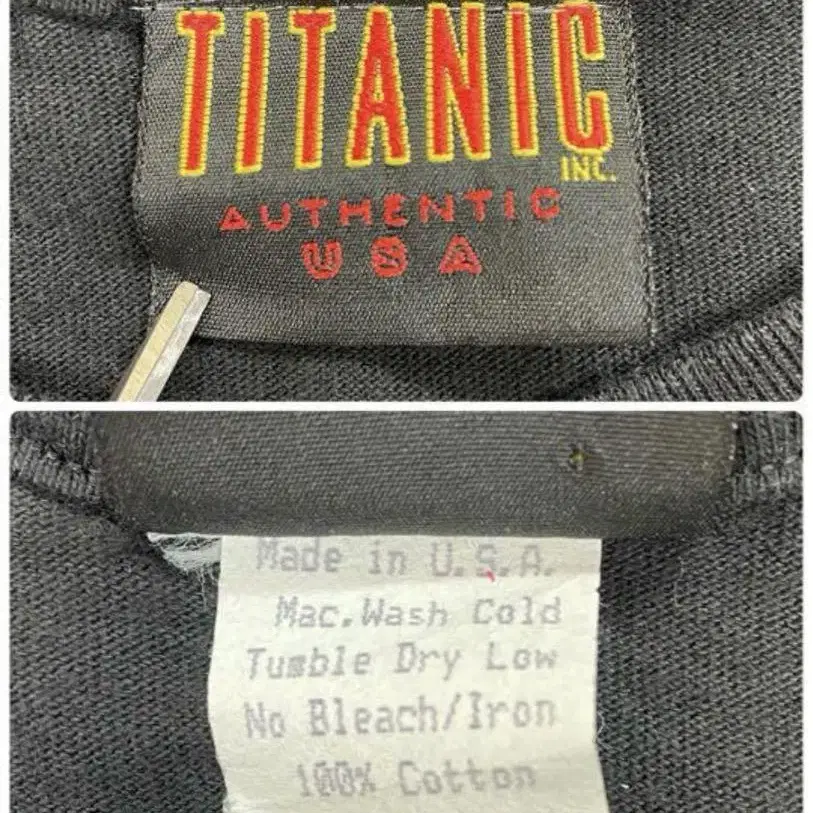 TITANIC
INC.
AUTHENTIC
USA
Made in U.S.A.
Mac.Wash Cold
Tumble Dry Low
No Bleach/Iron
100% Cotton